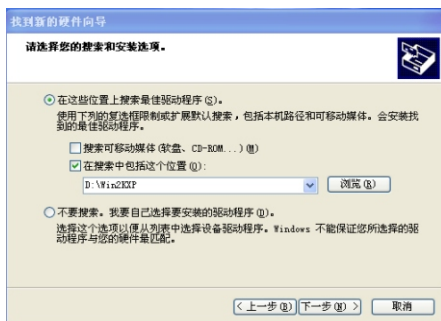 找到新的硬件向导
请选择您的搜索和安装选项。
在这些位置上搜索最佳驱动程序(S)。
使用下列的复选框限制或扩展默认搜索，包括本机路径和可移动媒体。会安装找
到的最佳驱动程序。
搜索可移动媒体(软盘、CD-ROM...)(M)
在搜索中包括这个位置(O):
D:\Win2KXP
浏览(R)
不要搜索。我要自己选择要安装的驱动程序(D)。
选择这个选项以便从列表中选择设备驱动程序。Windows 不能保证您所选择的驱
动程序与您的硬件最匹配。
< 上一步(B) 下一步(N) > 取消